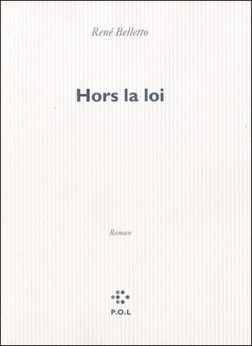 René Belletto
Hors la loi
Roman
P.O.L